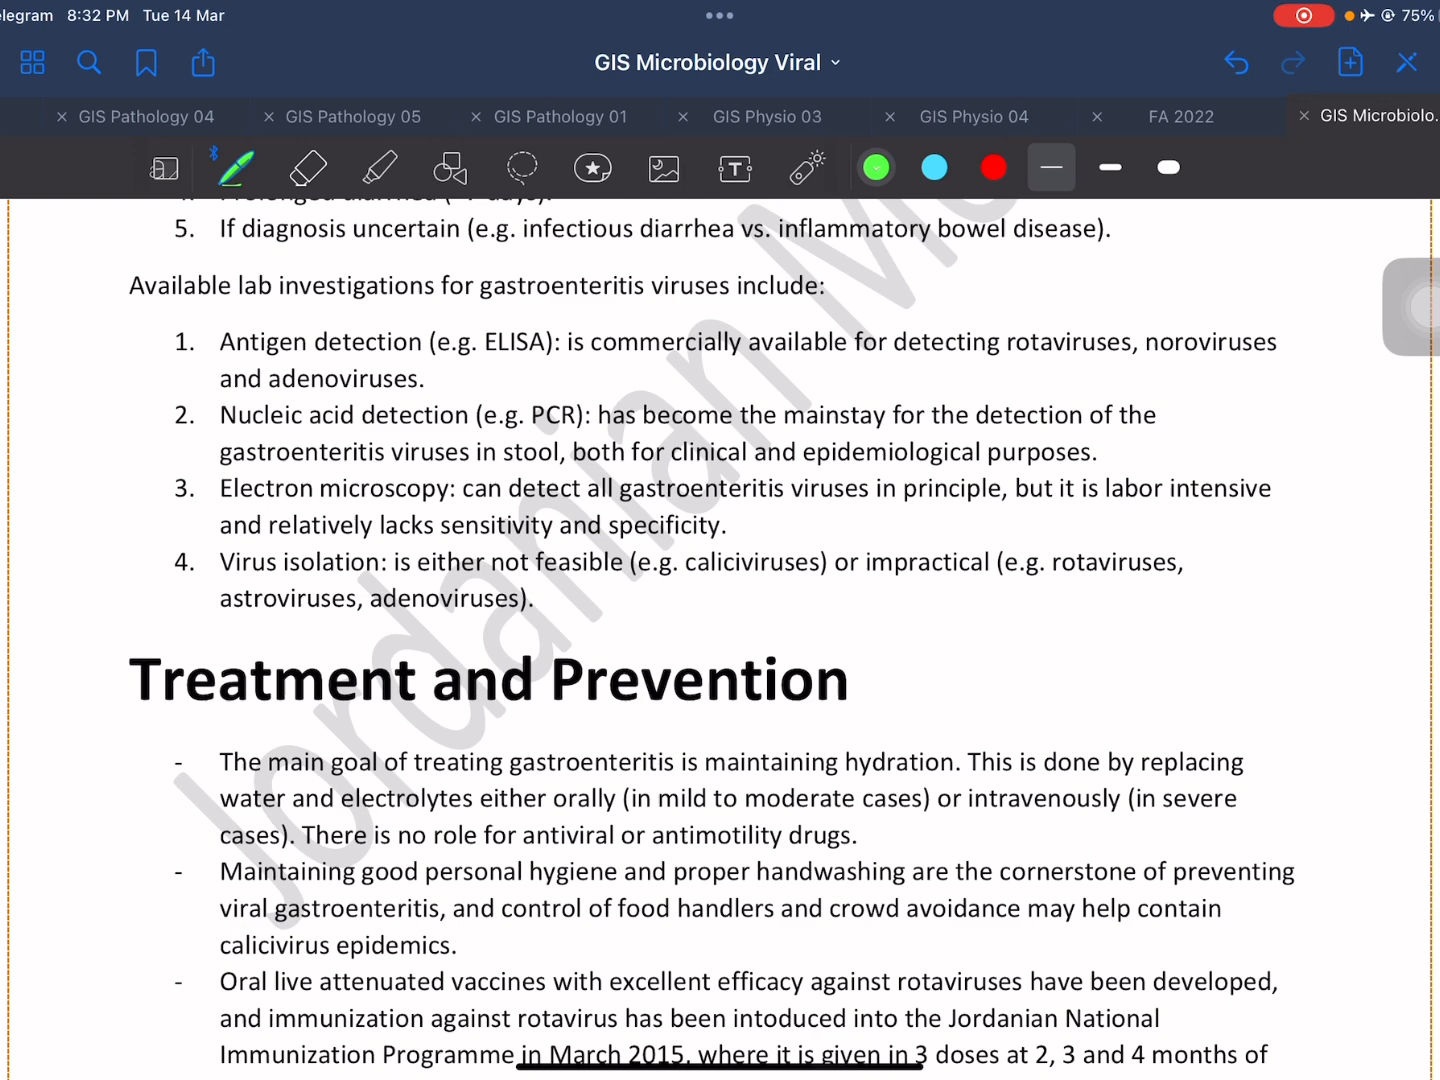 elegram 8:32 PM Tue 14 Mar
75%
GIS Microbiology Viral
GIS Pathology 04
GIS Pathology 05
GIS Pathology 01
GIS Physio 03
GIS Physio 04
FA 2022
GIS Microbiolo.
5. If diagnosis uncertain (e.g. infectious diarrhea vs. inflammatory bowel disease).
Available lab investigations for gastroenteritis viruses include:
1. Antigen detection (e.g. ELISA): is commercially available for detecting rotaviruses, noroviruses
and adenoviruses.
2. Nucleic acid detection (e.g. PCR): has become the mainstay for the detection of the
gastroenteritis viruses in stool, both for clinical and epidemiological purposes.
3. Electron microscopy: can detect all gastroenteritis viruses in principle, but it is labor intensive
and relatively lacks sensitivity and specificity.
4. Virus isolation: is either not feasible (e.g. caliciviruses) or impractical (e.g. rotaviruses,
astroviruses, adenoviruses).
Jordanian
Treatment and Prevention
- The main goal of treating gastroenteritis is maintaining hydration. This is done by replacing
water and electrolytes either orally (in mild to moderate cases) or intravenously (in severe
cases). There is no role for antiviral or antimotility drugs.
- Maintaining good personal hygiene and proper handwashing are the cornerstone of preventing
viral gastroenteritis, and control of food handlers and crowd avoidance may help contain
calicivirus epidemics.
- Oral live attenuated vaccines with excellent efficacy against rotaviruses have been developed,
and immunization against rotavirus has been intoduced into the Jordanian National
Immunization Programme in March 2015, where it is given in 3 doses at 2, 3 and 4 months of